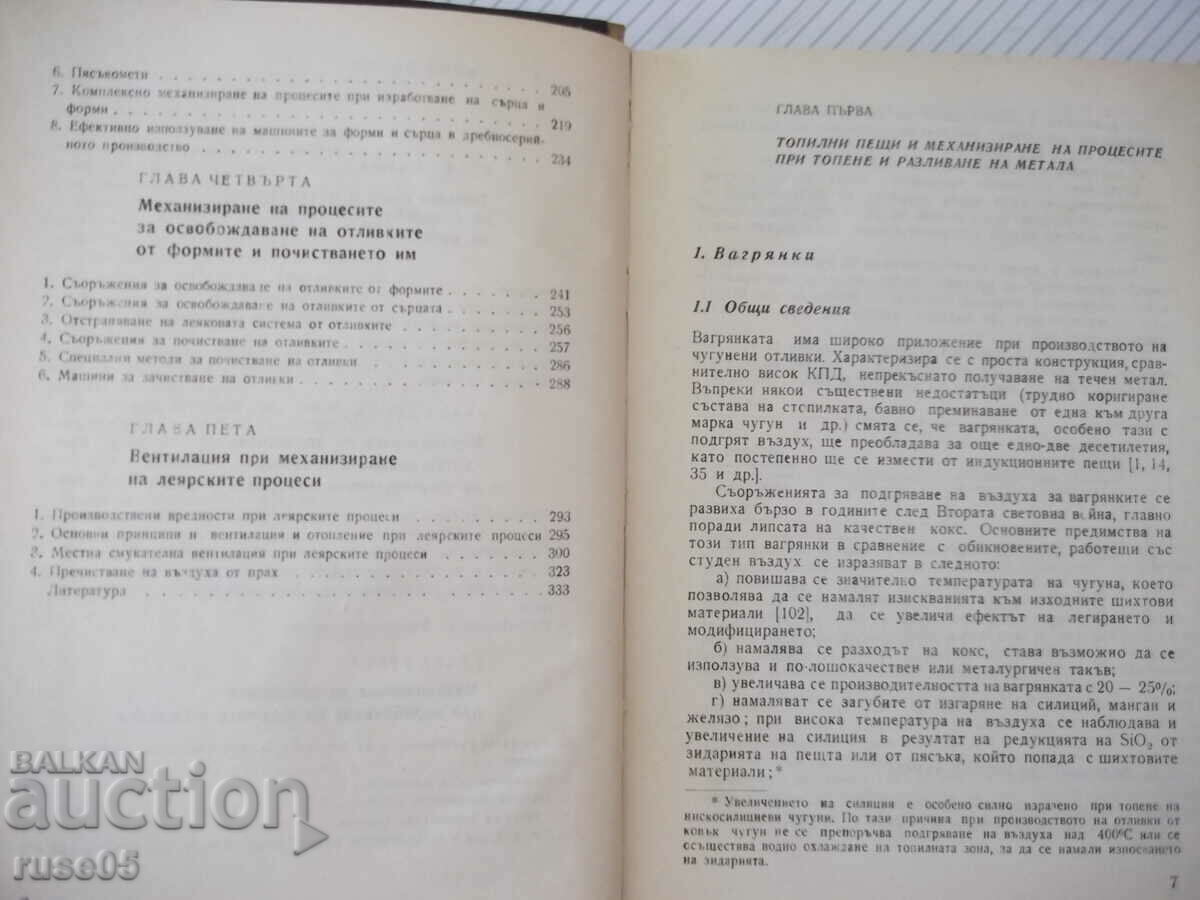 6. Пясъкомети . . . 205
7. Комплексно механизиране на процесите при изработване на сърца и
форми . . . 219
8. Ефективно използуване на машините за форми и сърца в дребносерий-
ното производство . . . 234
ГЛАВА ЧЕТВЪРТА
Механизиране на процесите
за освобождаване на отливките
от формите и почистването им
1. Съоръжения за освобождаване на отливките от формите . . . 241
2. Съоръжения за освобождаване на отливките от сърцата . . . 253
3. Отстраняване на леяковата система от отливките . . . 256
4. Съоръжения за почистване на отливките . . . 257
5. Специални методи за почистване на отливки . . . 286
6. Машини за зачистване на отливки . . . 288
ГЛАВА ПЕТА
Вентилация при механизиране
на леярските процеси
1. Производствени вредности при леярските процеси . . . 293
2. Основни принципи и вентилация и отопление при леярските процеси 295
3. Местна смукателна вентилация при леярските процеси . . . 300
4. Пречистване на въздуха от прах . . . 323
Литература . . . 333
BALKAN
auction
ruse05
ГЛАВА ПЪРВА
ТОПИЛНИ ПЕЩИ И МЕХАНИЗИРАНЕ НА ПРОЦЕСИТЕ
ПРИ ТОПЕНЕ И РАЗЛИВАНЕ НА МЕТАЛА
1. Вагрянки
1.1 Общи сведения
Вагрянката има широко приложение при производството на
чугунени отливки. Характеризира се с проста конструкция, срав-
нително висок КПД, непрекъснато получаване на течен метал.
Въпреки някои съществени недостатъци (трудно коригиране
състава на стспилката, бавно преминаване от една към друга
марка чугун и др.) смята се, че вагрянката, особено тази с
подгрят въздух, ще преобладава за още едно-две десетилетия,
като постепенно ще се измести от индукционните пещи [1, 14,
35 и др.].
Съоръженията за подгряване на въздуха за вагрянките се
развиха бързо в годините след Втората световна война, главно
поради липсата на качествен кокс. Основните предимства на
този тип вагрянки в сравнение с обикновените, работещи със
студен въздух се изразяват в следното:
а) повишава се значително температурата на чугуна, което
позволява да се намалят изискванията към изходните шихтови
материали [102], да се увеличи ефектът на легирането и
модифицирането;
б) намалява се разходът на кокс, става възможно да се
използува и по-лошокачествен или металургичен такъв;
в) увеличава се производителността на вагрянката с 20 — 25%;
г) намаляват се загубите от изгаряне на силиций, манган и
желязо; при висока температура на въздуха се наблюдава и
увеличение на силиция в резултат на редукцията на SiO₂ от
зидарията на пещта или от пясъка, който попада с шихтовите
материали;*
* Увеличението на силиция е особено силно израчено при топене на
нискосилициеви чугуни. По тази причина при производството на отливки от
ковък чугун не се препоръчва подгряване на въздуха над 400°С или се
осъществява водно охлаждане на топилната зона, за да се намали износването
на зидарията.
7